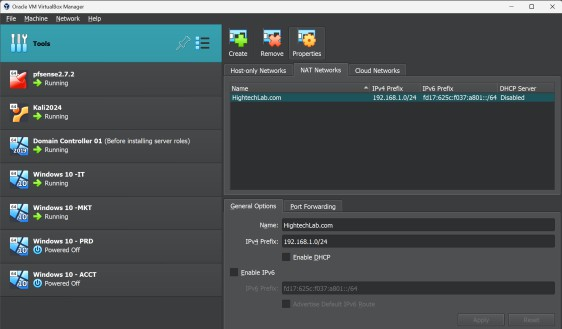 Oracle VM VirtualBox Manager
File Machine Network Help
Tools
Create Remove Properties
Host-only Networks NAT Networks Cloud Networks
Name IPv4 Prefix IPv6 Prefix DHCP Server
HightechLab.com 192.168.1.0/24 fd17:625c:f037:a801::/64 Disabled
pfsense2.7.2
Running
Kali2024
Running
2019
Domain Controller 01 (Before installing server roles)
Running
10
Windows 10 -IT
Running
10
Windows 10 -MKT
Running
10
Windows 10 - PRD
Powered Off
10
Windows 10 - ACCT
Powered Off
General Options Port Forwarding
Name: HightechLab.com
IPv4 Prefix: 192.168.1.0/24
Enable DHCP
Enable IPv6
IPv6 Prefix: fd17:625c:f037:a801::/64
Advertise Default IPv6 Route
Apply Reset